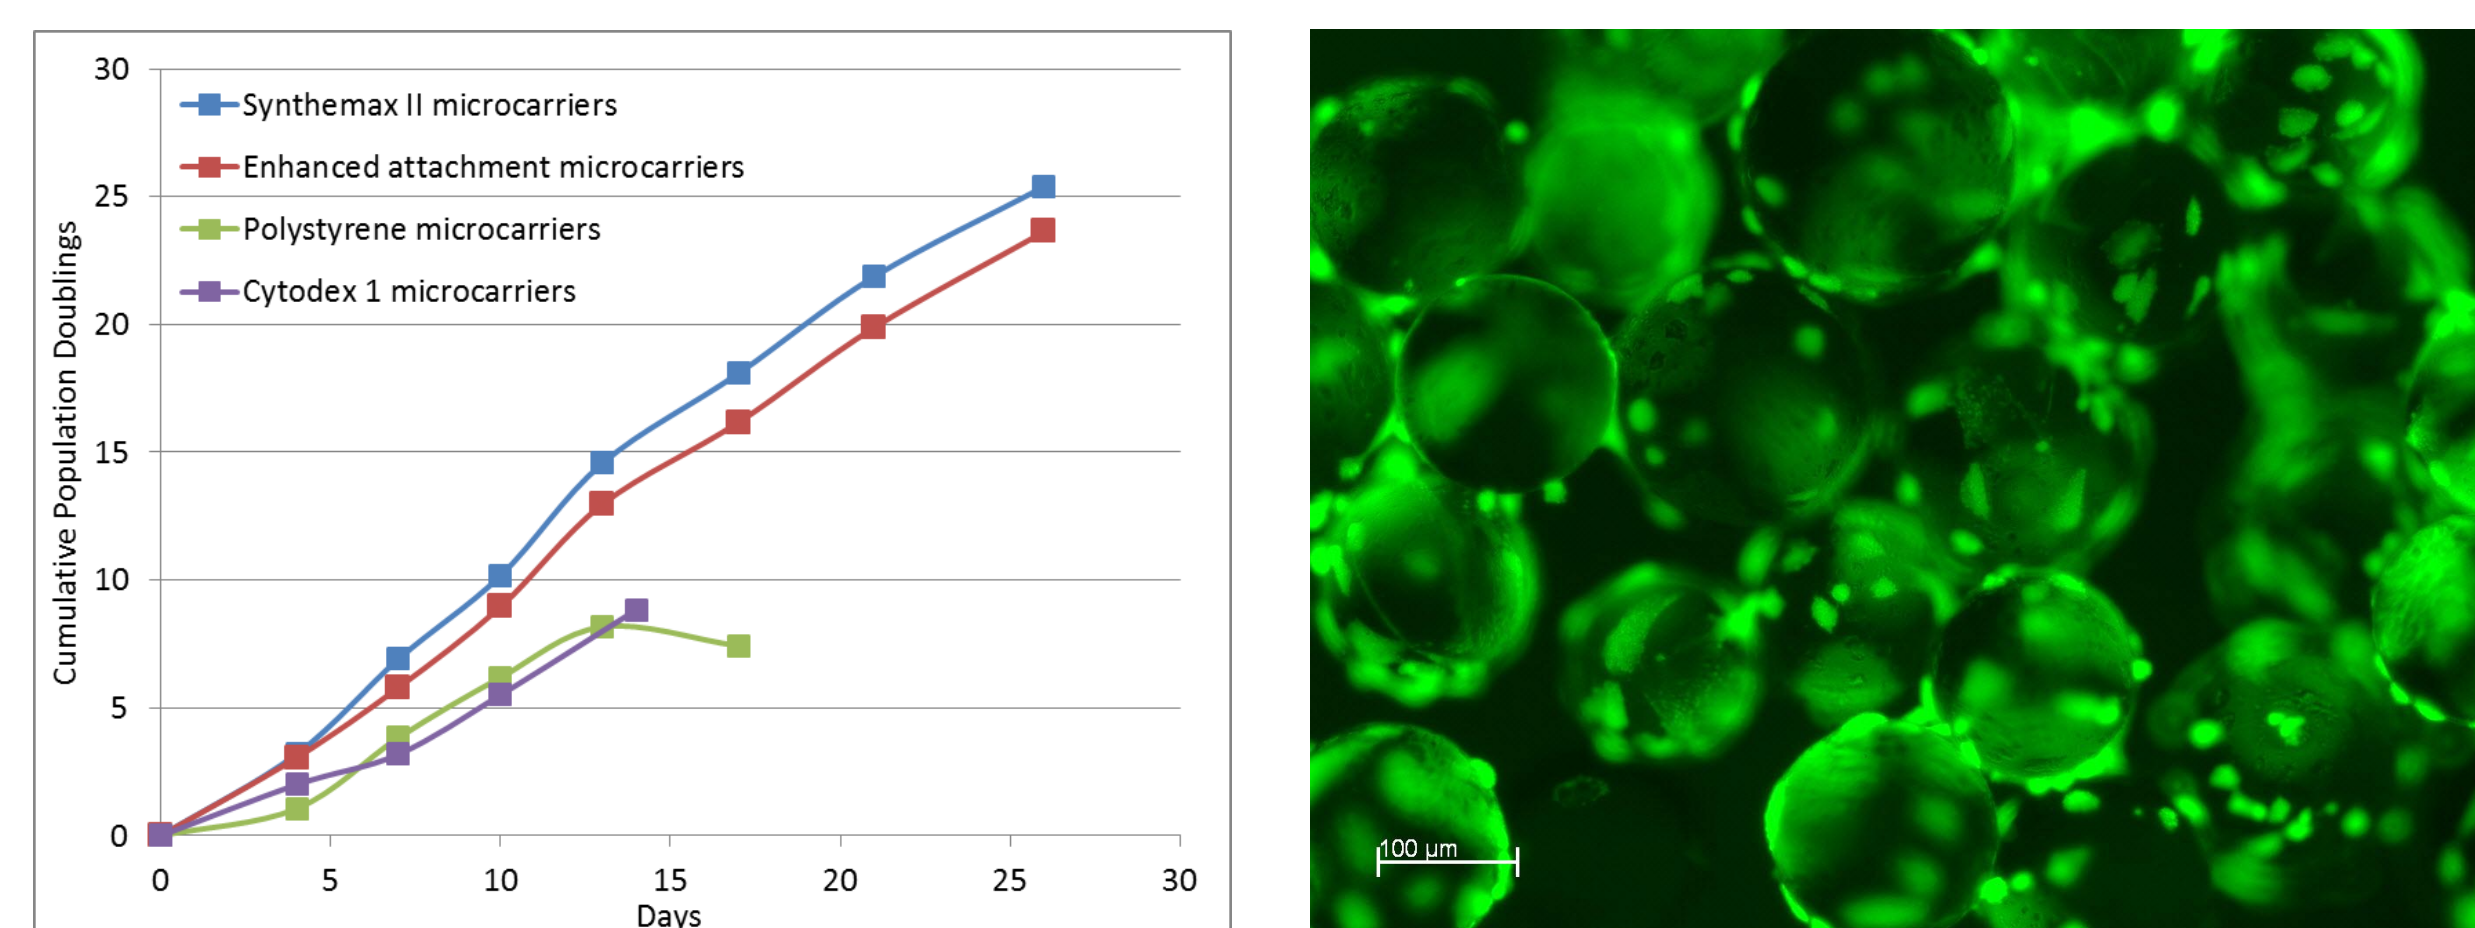 30
25
20
15
10
5
0
Cumulative Population Doublings
Synthemax II microcarriers
Enhanced attachment microcarriers
Polystyrene microcarriers
Cytodex 1 microcarriers
0 5 10 15 20 25 30
Days
100 µm